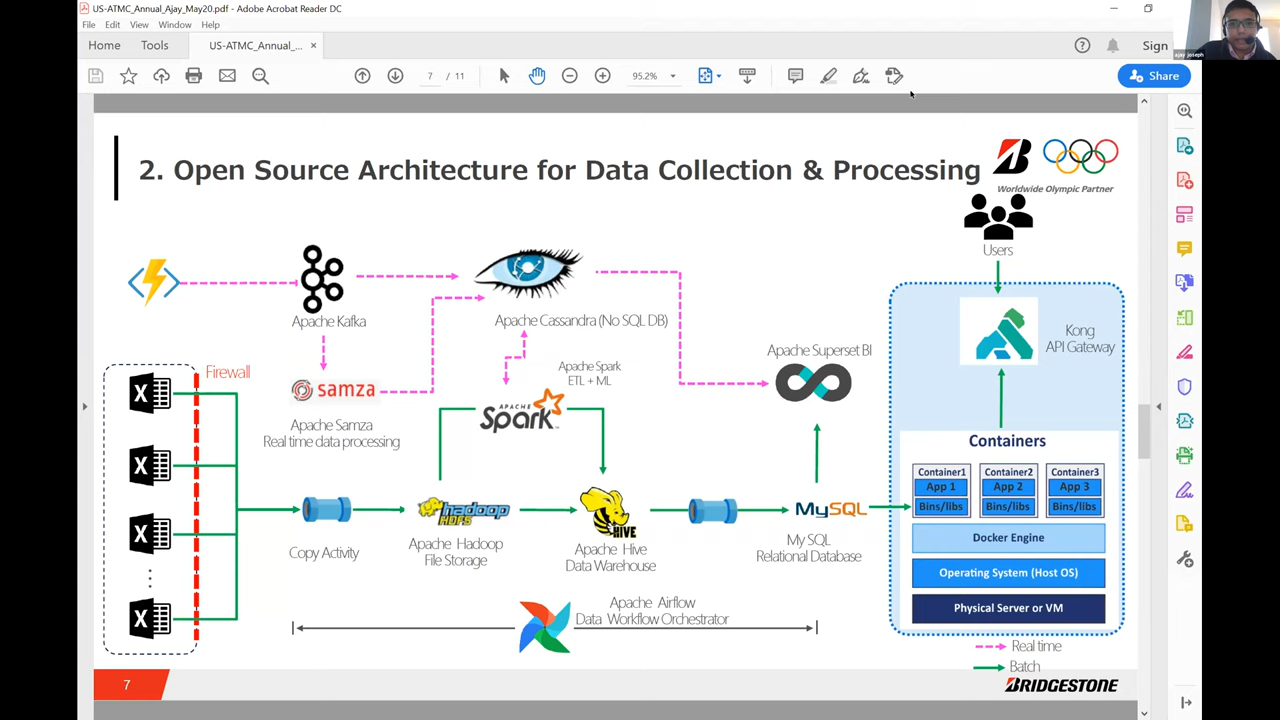 US-ATMC_Annual_Ajay_May20.pdf - Adobe Acrobat Reader DC
File Edit View Window Help
Home Tools US-ATMC_Annual_... × Sign
7 / 11 95.2% Share
ajay joseph
2. Open Source Architecture for Data Collection & Processing
Worldwide Olympic Partner
Users
Apache Kafka
Apache Cassandra (No SQL DB)
Kong
API Gateway
Apache Superset BI
Firewall
samza
Apache Samza
Real time data processing
Apache Spark
ETL + ML
APACHE
Spark
Containers
Container1 Container2 Container3
App 1 App 2 App 3
Bins/libs Bins/libs Bins/libs
Docker Engine
Operating System (Host OS)
Physical Server or VM
X
X
X
X
Copy Activity
hadoop
HDFS
Apache Hadoop
File Storage
HIVE
Apache Hive
Data Warehouse
MySQL
My SQL
Relational Database
Apache Airflow
Data Workflow Orchestrator
Real time
Batch
7
BRIDGESTONE